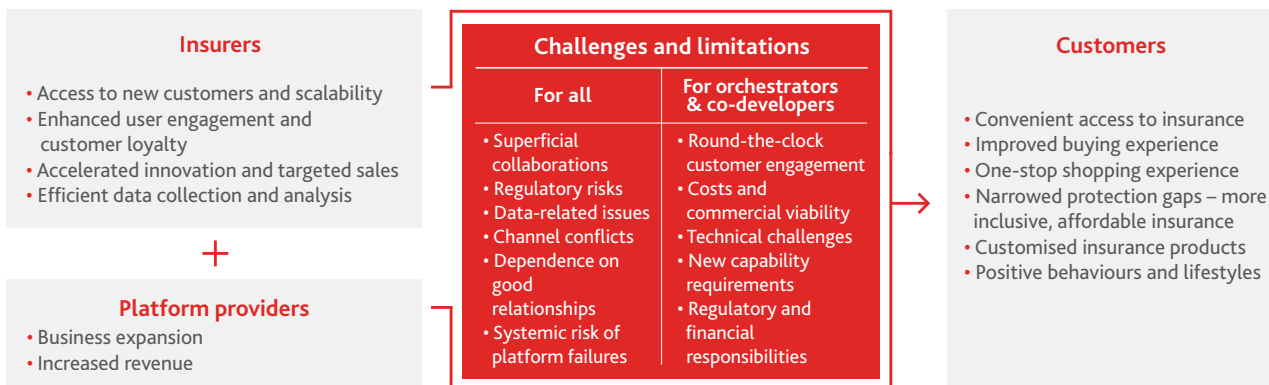 Insurers
• Access to new customers and scalability
• Enhanced user engagement and
customer loyalty
• Accelerated innovation and targeted sales
• Efficient data collection and analysis
+
Platform providers
• Business expansion
• Increased revenue
Challenges and limitations
For all
• Superficial
collaborations
• Regulatory risks
• Data-related issues
• Channel conflicts
• Dependence on
good
relationships
• Systemic risk of
platform failures
For orchestrators
& co-developers
• Round-the-clock
customer engagement
• Costs and
commercial viability
• Technical challenges
• New capability
requirements
• Regulatory and
financial
responsibilities
Customers
• Convenient access to insurance
• Improved buying experience
• One-stop shopping experience
• Narrowed protection gaps – more
inclusive, affordable insurance
• Customised insurance products
• Positive behaviours and lifestyles